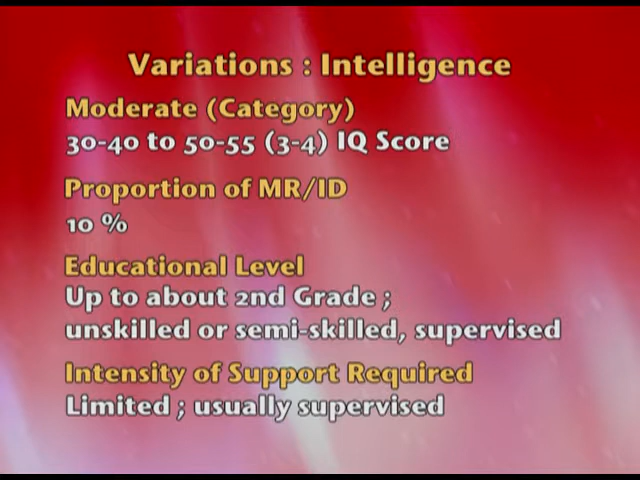 Variations : Intelligence
Moderate (Category)
30-40 to 50-55 (3-4) IQ Score
Proportion of MR/ID
10 %
Educational Level
Up to about 2nd Grade ;
unskilled or semi-skilled, supervised
Intensity of Support Required
Limited ; usually supervised